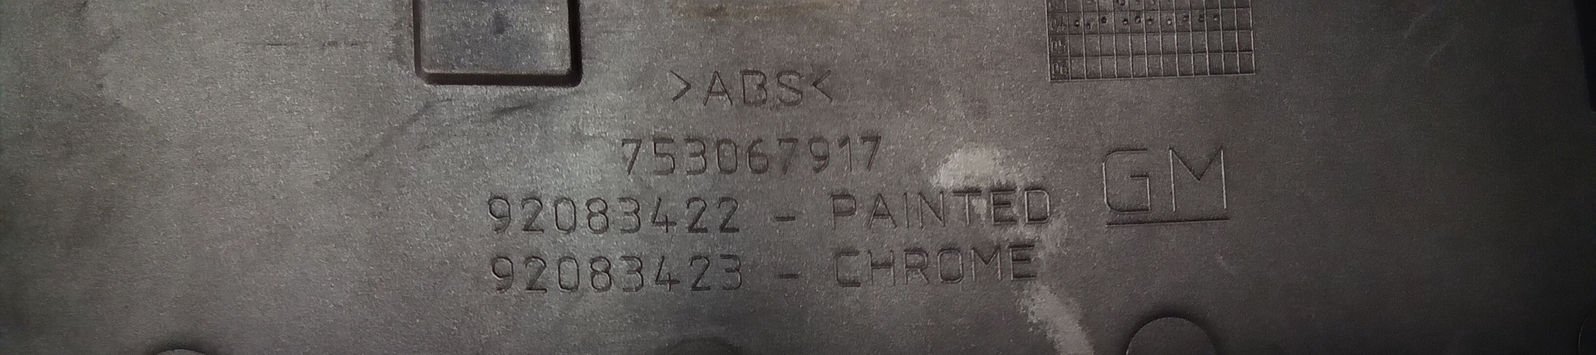 >ABS<
753067917
92083422 - PAINTED
92083423 - CHROME
GM